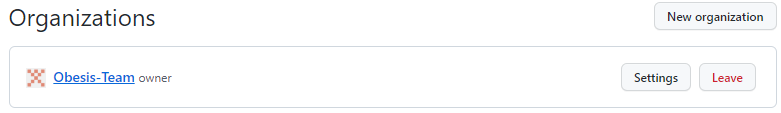 Organizations
New organization
Obesis-Team owner
Settings
Leave